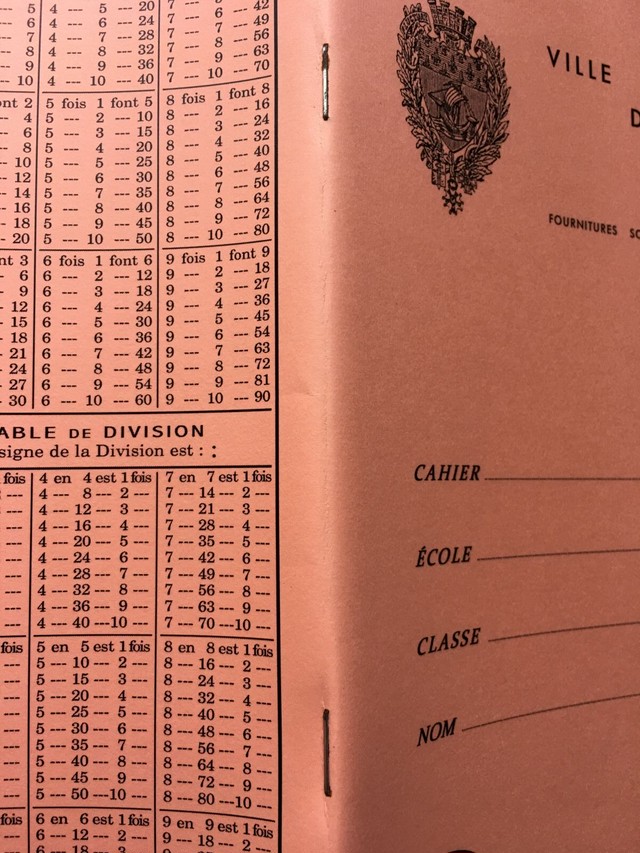 5
6
7
8
9
10
4 --- 5 --- 20
4 --- 6 --- 24
4 --- 7 --- 28
4 --- 8 --- 32
4 --- 9 --- 36
4 --- 10 --- 40
7 --- 6 --- 42
7 --- 7 --- 49
7 --- 8 --- 56
7 --- 9 --- 63
7 --- 10 --- 70
ont 2
4
6
8
10
12
14
16
18
20
5 fois 1 font 5
5 --- 2 --- 10
5 --- 3 --- 15
5 --- 4 --- 20
5 --- 5 --- 25
5 --- 6 --- 30
5 --- 7 --- 35
5 --- 8 --- 40
5 --- 9 --- 45
5 --- 10 --- 50
8 fois 1 font 8
8 --- 2 --- 16
8 --- 3 --- 24
8 --- 4 --- 32
8 --- 5 --- 40
8 --- 6 --- 48
8 --- 7 --- 56
8 --- 8 --- 64
8 --- 9 --- 72
8 --- 10 --- 80
nt 3
6
9
12
15
18
21
24
27
30
6 fois 1 font 6
6 --- 2 --- 12
6 --- 3 --- 18
6 --- 4 --- 24
6 --- 5 --- 30
6 --- 6 --- 36
6 --- 7 --- 42
6 --- 8 --- 48
6 --- 9 --- 54
6 --- 10 --- 60
9 fois 1 font 9
9 --- 2 --- 18
9 --- 3 --- 27
9 --- 4 --- 36
9 --- 5 --- 45
9 --- 6 --- 54
9 --- 7 --- 63
9 --- 8 --- 72
9 --- 9 --- 81
9 --- 10 --- 90
ABLE DE DIVISION
signe de la Division est : :
fois
4 en 4 est 1 fois
4 --- 8 --- 2 ---
4 --- 12 --- 3 ---
4 --- 16 --- 4 ---
4 --- 20 --- 5 ---
4 --- 24 --- 6 ---
4 --- 28 --- 7 ---
4 --- 32 --- 8 ---
4 --- 36 --- 9 ---
4 --- 40 --- 10 ---
7 en 7 est 1 fois
7 --- 14 --- 2 ---
7 --- 21 --- 3 ---
7 --- 28 --- 4 ---
7 --- 35 --- 5 ---
7 --- 42 --- 6 ---
7 --- 49 --- 7 ---
7 --- 56 --- 8 ---
7 --- 63 --- 9 ---
7 --- 70 --- 10 ---
fois
5 en 5 est 1 fois
5 --- 10 --- 2 ---
5 --- 15 --- 3 ---
5 --- 20 --- 4 ---
5 --- 25 --- 5 ---
5 --- 30 --- 6 ---
5 --- 35 --- 7 ---
5 --- 40 --- 8 ---
5 --- 45 --- 9 ---
5 --- 50 --- 10 ---
8 en 8 est 1 fois
8 --- 16 --- 2 ---
8 --- 24 --- 3 ---
8 --- 32 --- 4 ---
8 --- 40 --- 5 ---
8 --- 48 --- 6 ---
8 --- 56 --- 7 ---
8 --- 64 --- 8 ---
8 --- 72 --- 9 ---
8 --- 80 --- 10 ---
fois
6 en 6 est 1 fois
6 --- 12 --- 2 ---
6 --- 18 --- 3 ---
9 en 9 est 1 fois
9 --- 18 --- 2 ---
VILLE
D
FOURNITURES SC
CAHIER
ÉCOLE
CLASSE
NOM